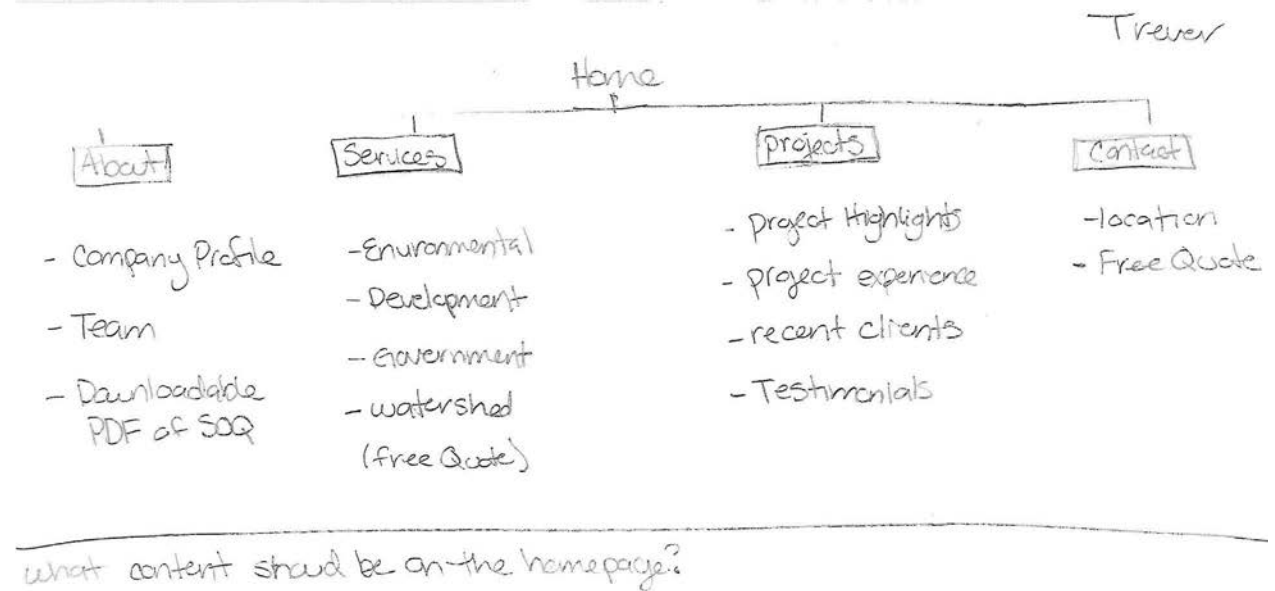 Trever
Home
About
Services
projects
Contact
- Company Profile
- Team
- Downloadable
PDF of SOQ
- Environmental
- Development
- Government
- watershed
(free Quote)
- project Highlights
- project experience
- recent clients
- Testimonials
- location
- Free Quote
what content shoud be on the homepage?